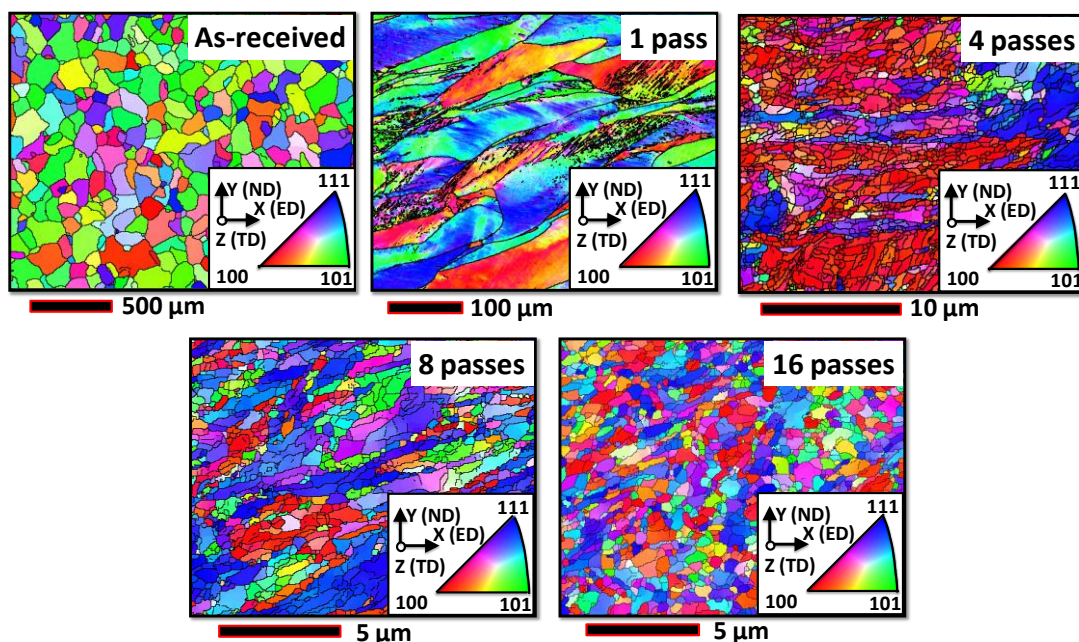 As-received
Y (ND)
X (ED)
Z (TD)
111
100
101
500 µm
1 pass
Y (ND)
X (ED)
Z (TD)
111
100
101
100 µm
4 passes
Y (ND)
X (ED)
Z (TD)
111
100
101
10 µm
8 passes
Y (ND)
X (ED)
Z (TD)
111
100
101
5 µm
16 passes
Y (ND)
X (ED)
Z (TD)
111
100
101
5 µm